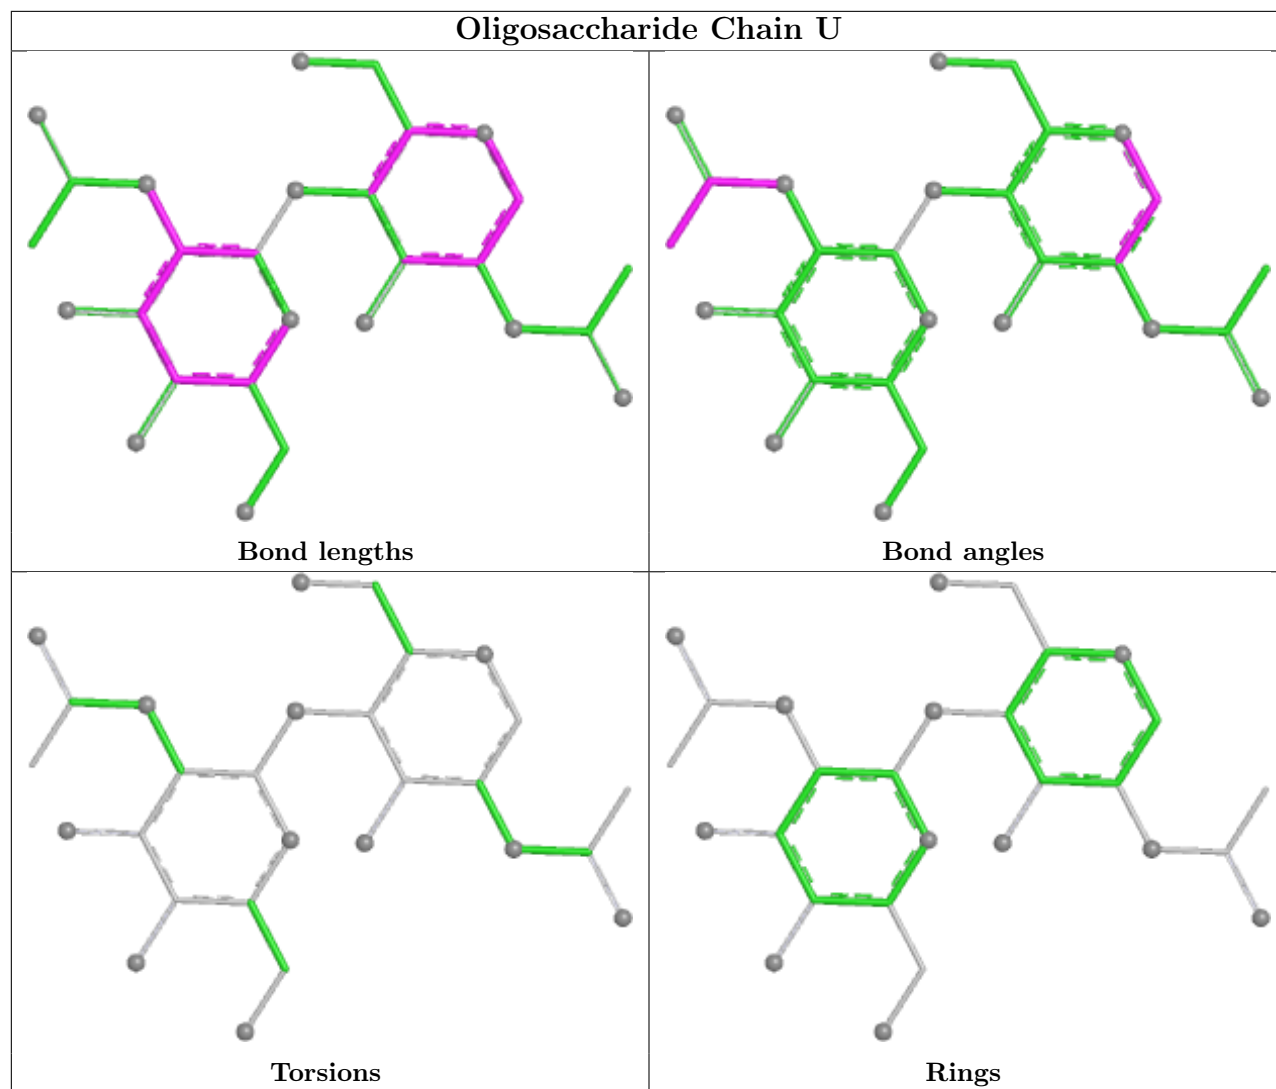 Oligosaccharide Chain U
Bond lengths
Bond angles
Torsions
Rings